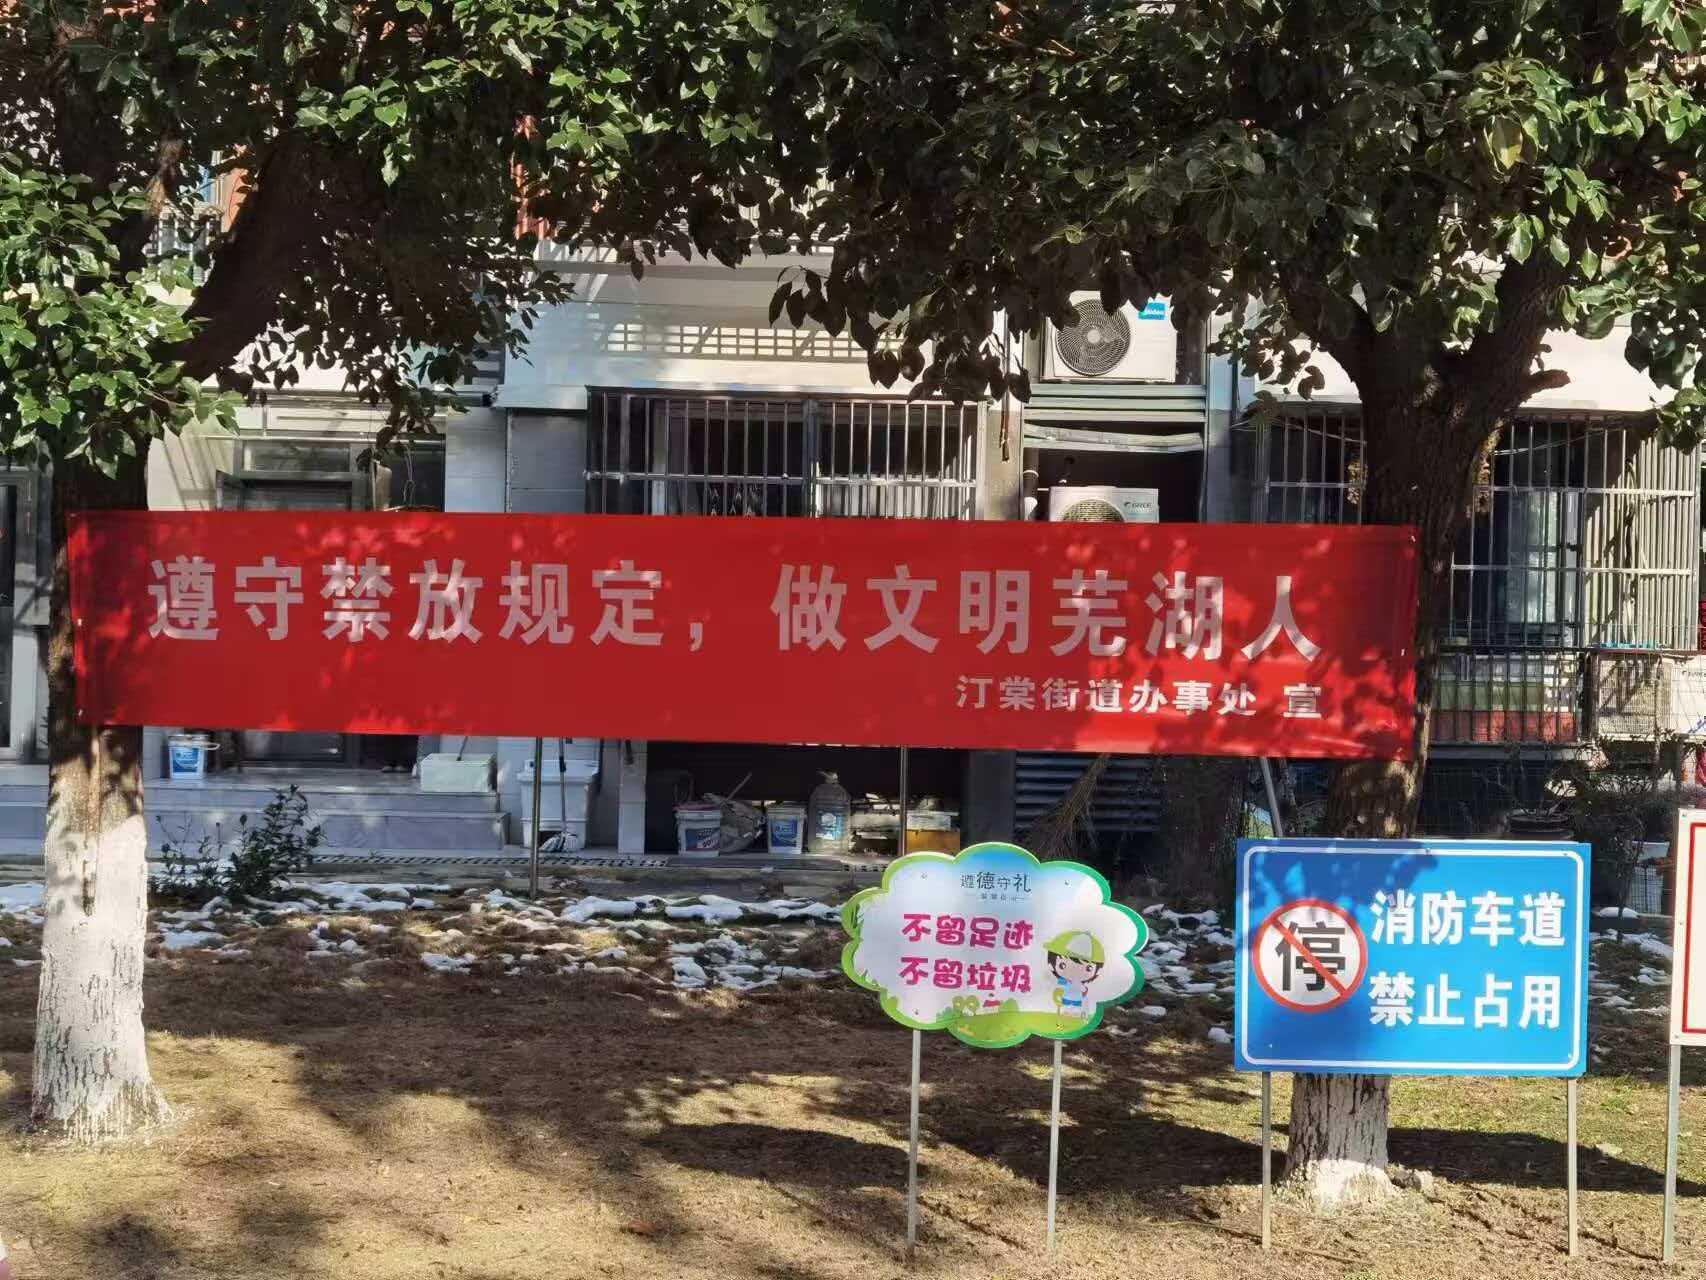 遵守禁放规定，做文明芜湖人
汀棠街道办事处 宣
遵德守礼
不留足迹
不留垃圾
停
消防车道
禁止占用
Midea
GREE